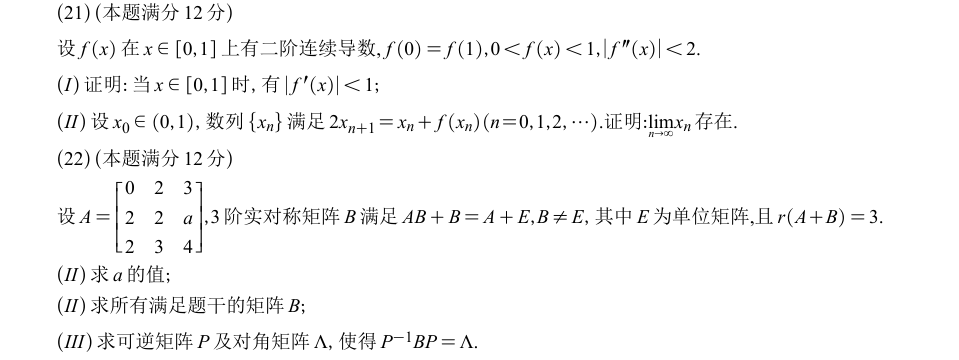 (21) (本题满分 12 分)
设 f(x) 在 x∈[0,1] 上有二阶连续导数, f(0)=f(1),0<f(x)<1,|f″(x)|<2.
(I) 证明: 当 x∈[0,1] 时, 有 |f′(x)|<1;
(II) 设 x₀∈(0,1), 数列 {xₙ} 满足 2xₙ₊₁=xₙ+f(xₙ)(n=0,1,2,⋯).证明:lim n→∞ xₙ 存在.
(22) (本题满分 12 分)
0 2 3
设 A= 2 2 a ,3 阶实对称矩阵 B 满足 AB+B=A+E,B≠E, 其中 E 为单位矩阵,且 r(A+B)=3.
2 3 4
(II) 求 a 的值;
(II) 求所有满足题干的矩阵 B;
(III) 求可逆矩阵 P 及对角矩阵 Λ, 使得 P⁻¹BP=Λ.